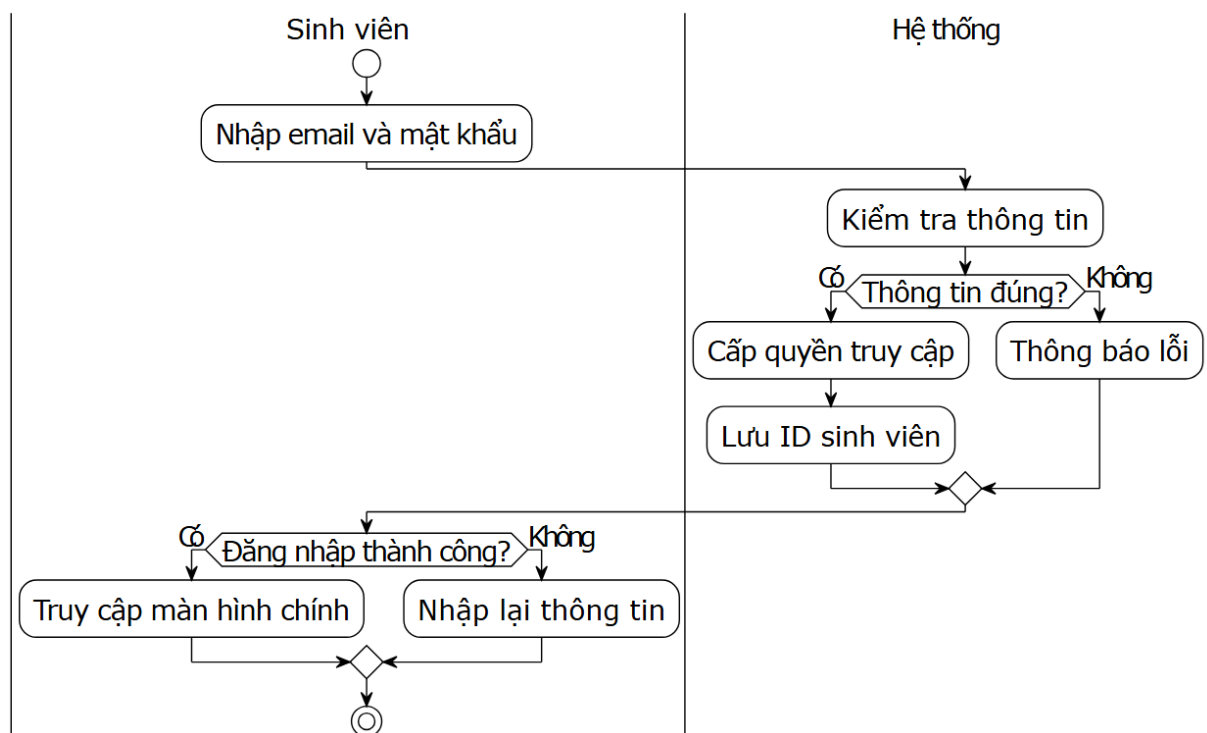 Sinh viên
Hệ thống
Nhập email và mật khẩu
Kiểm tra thông tin
Có
Thông tin đúng?
Không
Cấp quyền truy cập
Thông báo lỗi
Lưu ID sinh viên
Có
Đăng nhập thành công?
Không
Truy cập màn hình chính
Nhập lại thông tin